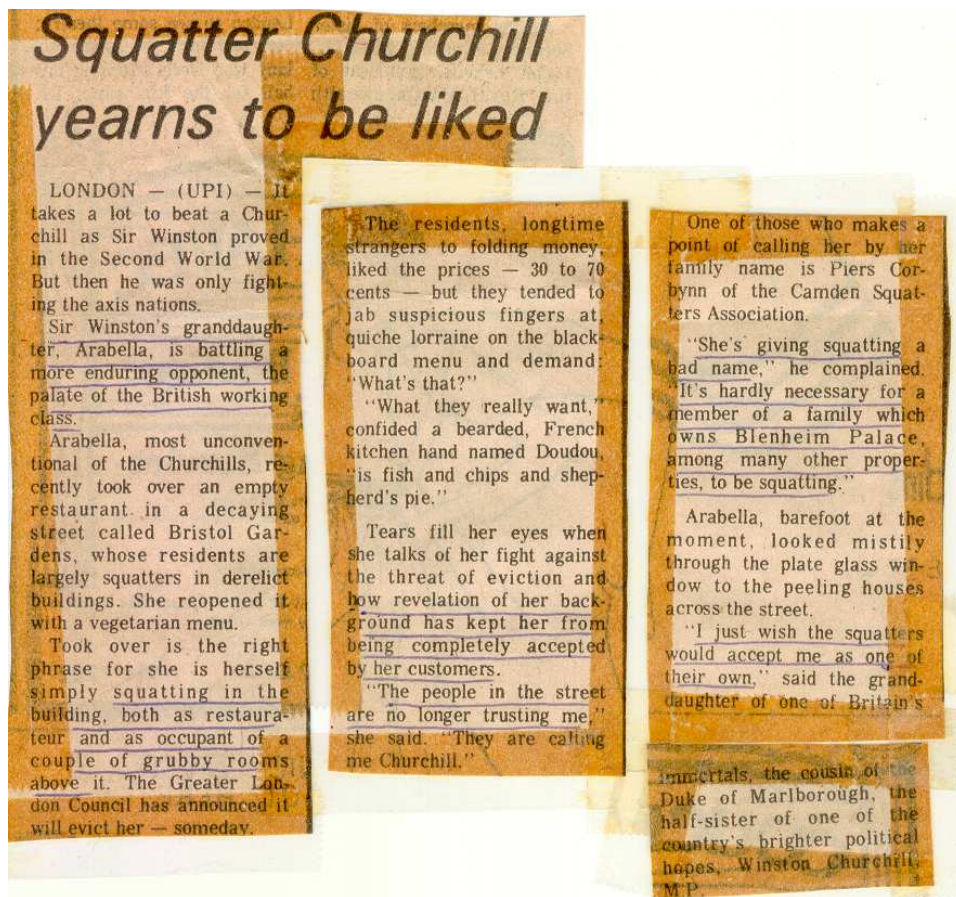 Squatter Churchill
yearns to be liked
LONDON — (UPI) — It
takes a lot to beat a Chur-
chill as Sir Winston proved
in the Second World War.
But then he was only fight-
ing the axis nations.
Sir Winston's granddaugh-
ter, Arabella, is battling a
more enduring opponent, the
palate of the British working
class.
Arabella, most unconven-
tional of the Churchills, re-
cently took over an empty
restaurant in a decaying
street called Bristol Gar-
dens, whose residents are
largely squatters in derelict
buildings. She reopened it
with a vegetarian menu.
Took over is the right
phrase for she is herself
simply squatting in the
building, both as restaura-
teur and as occupant of a
couple of grubby rooms
above it. The Greater Lon-
don Council has announced it
will evict her — someday.
The residents, longtime
strangers to folding money,
liked the prices — 30 to 70
cents — but they tended to
jab suspicious fingers at,
quiche lorraine on the black-
board menu and demand:
"What's that?"
"What they really want,"
confided a bearded, French
kitchen hand named Doudou,
"is fish and chips and shep-
herd's pie."
Tears fill her eyes when
she talks of her fight against
the threat of eviction and
how revelation of her back-
ground has kept her from
being completely accepted
by her customers.
"The people in the street
are no longer trusting me,"
she said. "They are calling
me Churchill."
One of those who makes a
point of calling her by her
family name is Piers Cor-
bynn of the Camden Squat-
ters Association.
"She's giving squatting a
bad name," he complained.
"It's hardly necessary for a
member of a family which
owns Blenheim Palace,
among many other proper-
ties, to be squatting."
Arabella, barefoot at the
moment, looked mistily
through the plate glass win-
dow to the peeling houses
across the street.
"I just wish the squatters
would accept me as one of
their own," said the grand-
daughter of one of Britain's
immortals, the cousin of the
Duke of Marlborough, the
half-sister of one of the
country's brighter political
hopes, Winston Churchill,
M.P.